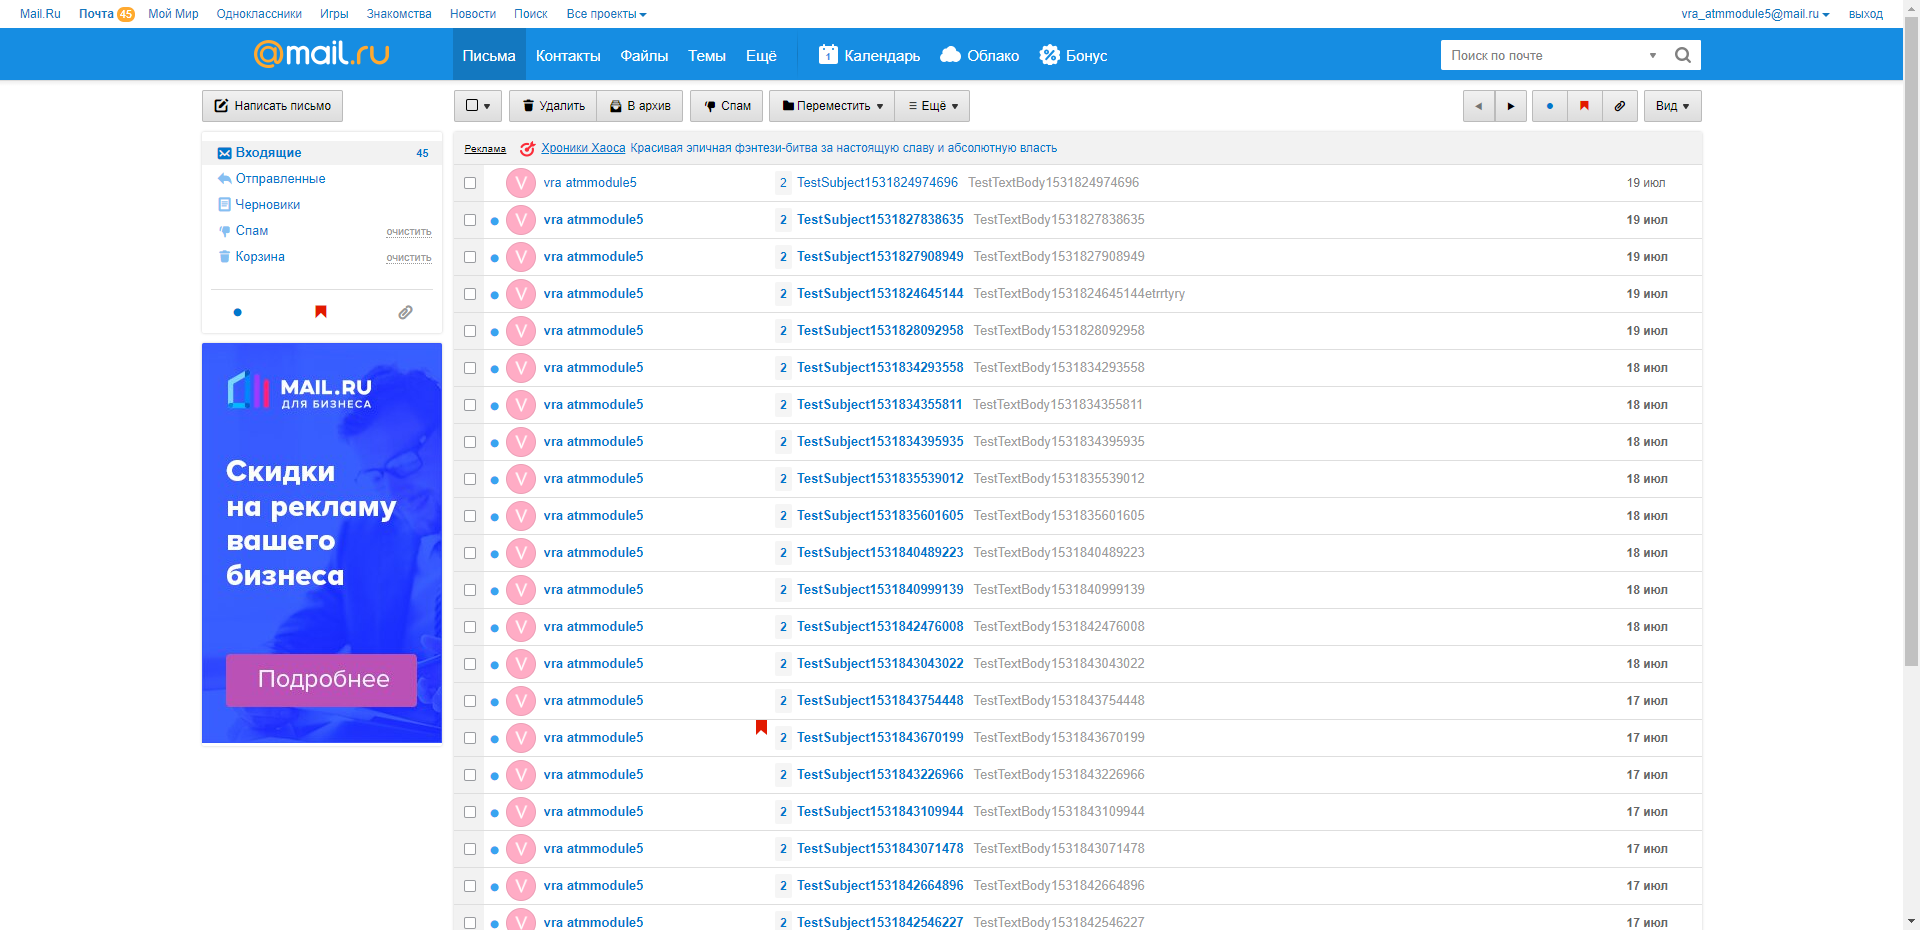 Mail.Ru Почта 45 Мой Мир Одноклассники Игры Знакомства Новости Поиск Все проекты vra_atmmodule5@mail.ru выход
@mail.ru Письма Контакты Файлы Темы Ещё 1 Календарь Облако Бонус Поиск по почте
Написать письмо Удалить В архив Спам Переместить Ещё Вид
Входящие 45
Отправленные
Черновики
Спам очистить
Корзина очистить
MAIL.RU
ДЛЯ БИЗНЕСА
Скидки
на рекламу
вашего
бизнеса
Подробнее
Реклама Хроники Хаоса Красивая эпичная фэнтези-битва за настоящую славу и абсолютную власть
V vra atmmodule5 2 TestSubject1531824974696 TestTextBody1531824974696 19 июл
V vra atmmodule5 2 TestSubject1531827838635 TestTextBody1531827838635 19 июл
V vra atmmodule5 2 TestSubject1531827908949 TestTextBody1531827908949 19 июл
V vra atmmodule5 2 TestSubject1531824645144 TestTextBody1531824645144etrrtyry 19 июл
V vra atmmodule5 2 TestSubject1531828092958 TestTextBody1531828092958 19 июл
V vra atmmodule5 2 TestSubject1531834293558 TestTextBody1531834293558 18 июл
V vra atmmodule5 2 TestSubject1531834355811 TestTextBody1531834355811 18 июл
V vra atmmodule5 2 TestSubject1531834395935 TestTextBody1531834395935 18 июл
V vra atmmodule5 2 TestSubject1531835539012 TestTextBody1531835539012 18 июл
V vra atmmodule5 2 TestSubject1531835601605 TestTextBody1531835601605 18 июл
V vra atmmodule5 2 TestSubject1531840489223 TestTextBody1531840489223 18 июл
V vra atmmodule5 2 TestSubject1531840999139 TestTextBody1531840999139 18 июл
V vra atmmodule5 2 TestSubject1531842476008 TestTextBody1531842476008 18 июл
V vra atmmodule5 2 TestSubject1531843043022 TestTextBody1531843043022 18 июл
V vra atmmodule5 2 TestSubject1531843754448 TestTextBody1531843754448 17 июл
V vra atmmodule5 2 TestSubject1531843670199 TestTextBody1531843670199 17 июл
V vra atmmodule5 2 TestSubject1531843226966 TestTextBody1531843226966 17 июл
V vra atmmodule5 2 TestSubject1531843109944 TestTextBody1531843109944 17 июл
V vra atmmodule5 2 TestSubject1531843071478 TestTextBody1531843071478 17 июл
V vra atmmodule5 2 TestSubject1531842664896 TestTextBody1531842664896 17 июл
V vra atmmodule5 2 TestSubject1531842546227 TestTextBody1531842546227 17 июл